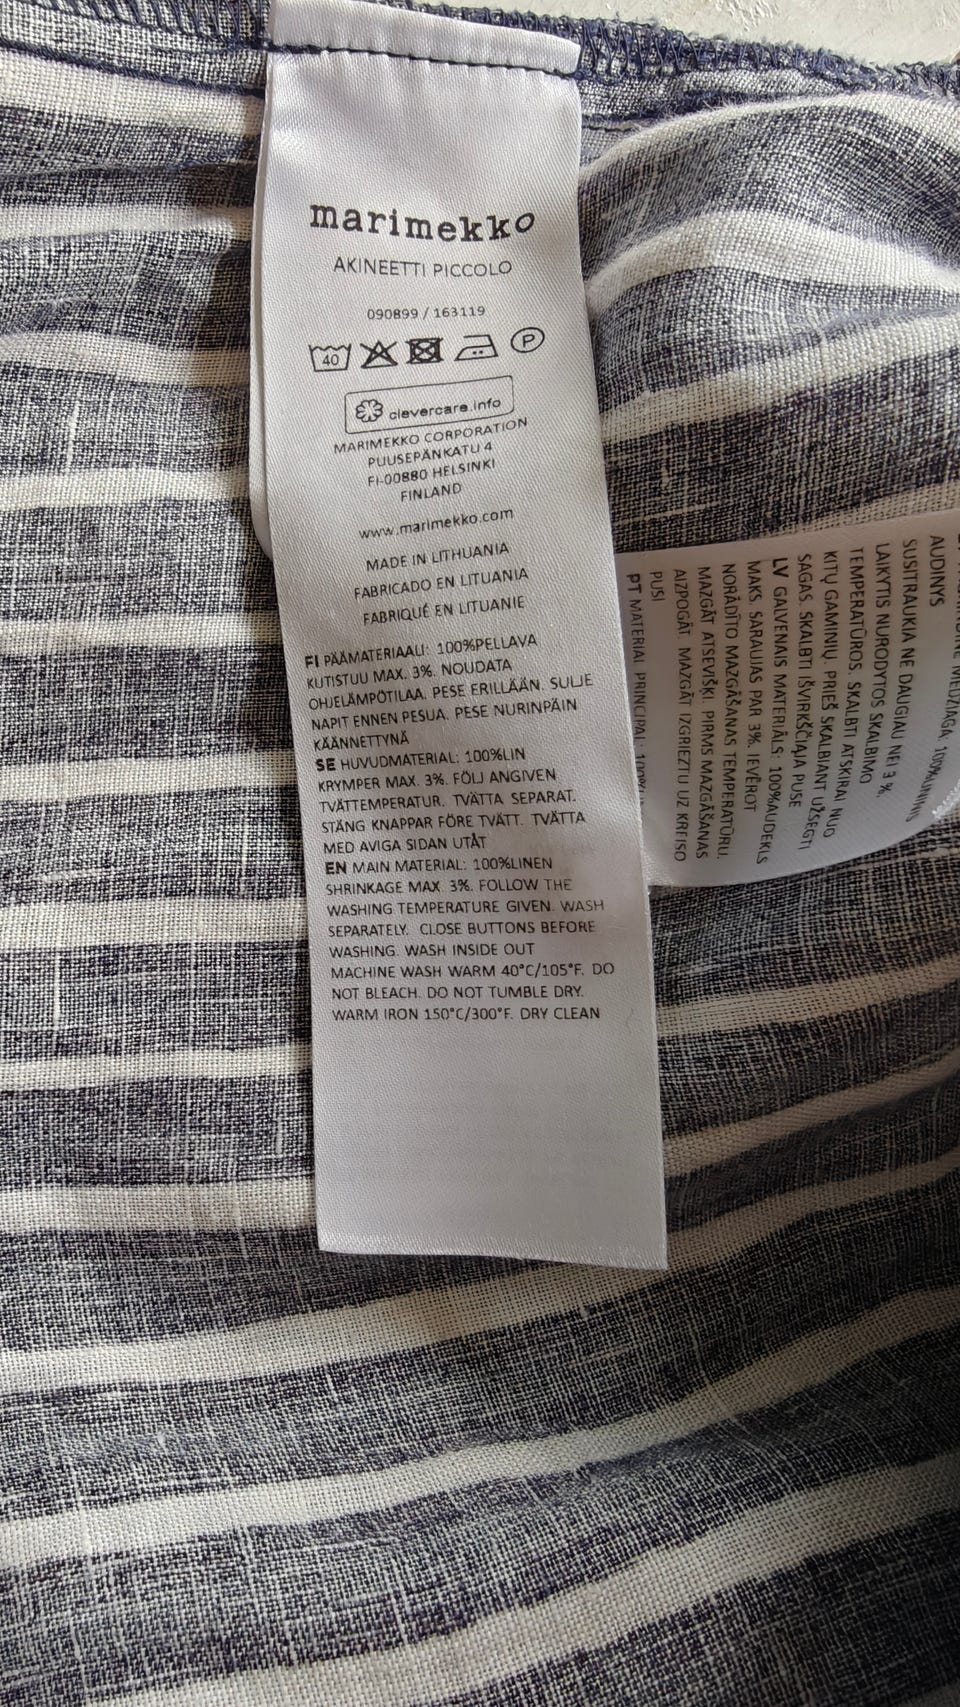 marimekko
AKINEETTI PICCOLO
090899 / 163119
40
P
clevercare.info
MARIMEKKO CORPORATION
PUUSEPÄNKATU 4
FI-00880 HELSINKI
FINLAND
www.marimekko.com
MADE IN LITHUANIA
FABRICADO EN LITUANIA
FABRIQUÉ EN LITUANIE
FI PÄÄMATERIAALI: 100%PELLAVA
KUTISTUU MAX. 3%. NOUDATA
OHJELÄMPÖTILAA. PESE ERILLÄÄN. SULJE
NAPIT ENNEN PESUA. PESE NURINPÄIN
KÄÄNNETTYNÄ
SE HUVUDMATERIAL: 100%LIN
KRYMPER MAX. 3%. FÖLJ ANGIVEN
TVÄTTEMPERATUR. TVÄTTA SEPARAT.
STÄNG KNAPPAR FÖRE TVÄTT. TVÄTTA
MED AVIGA SIDAN UTÅT
EN MAIN MATERIAL: 100%LINEN
SHRINKAGE MAX. 3%. FOLLOW THE
WASHING TEMPERATURE GIVEN. WASH
SEPARATELY. CLOSE BUTTONS BEFORE
WASHING. WASH INSIDE OUT
MACHINE WASH WARM 40°C/105°F. DO
NOT BLEACH. DO NOT TUMBLE DRY.
WARM IRON 150°C/300°F. DRY CLEAN
MEDŽIAGA: 100%LININIS
AUDINYS
SUSITRAUKIA NE DAUGIAU NEI 3 %.
LAIKYTIS NURODYTOS SKALBIMO
TEMPERATŪROS. SKALBTI ATSKIRAI NUO
KITŲ GAMINIŲ. PRIEŠ SKALBIANT UŽSEGTI
SAGAS. SKALBTI IŠVIRKŠČIĄJA PUSE
LV GALVENAIS MATERIĀLS: 100%AUDEKLS
MAKS. SARAUJAS PAR 3%. IEVĒROT
NORĀDĪTO MAZGĀŠANAS TEMPERATŪRU.
MAZGĀT ATSEVIŠĶI. PIRMS MAZGĀŠANAS
AIZPOGĀT. MAZGĀT IZGRIEZTU UZ KREISO
PUSI
PT MATERIAL PRINCIPAL: 100%